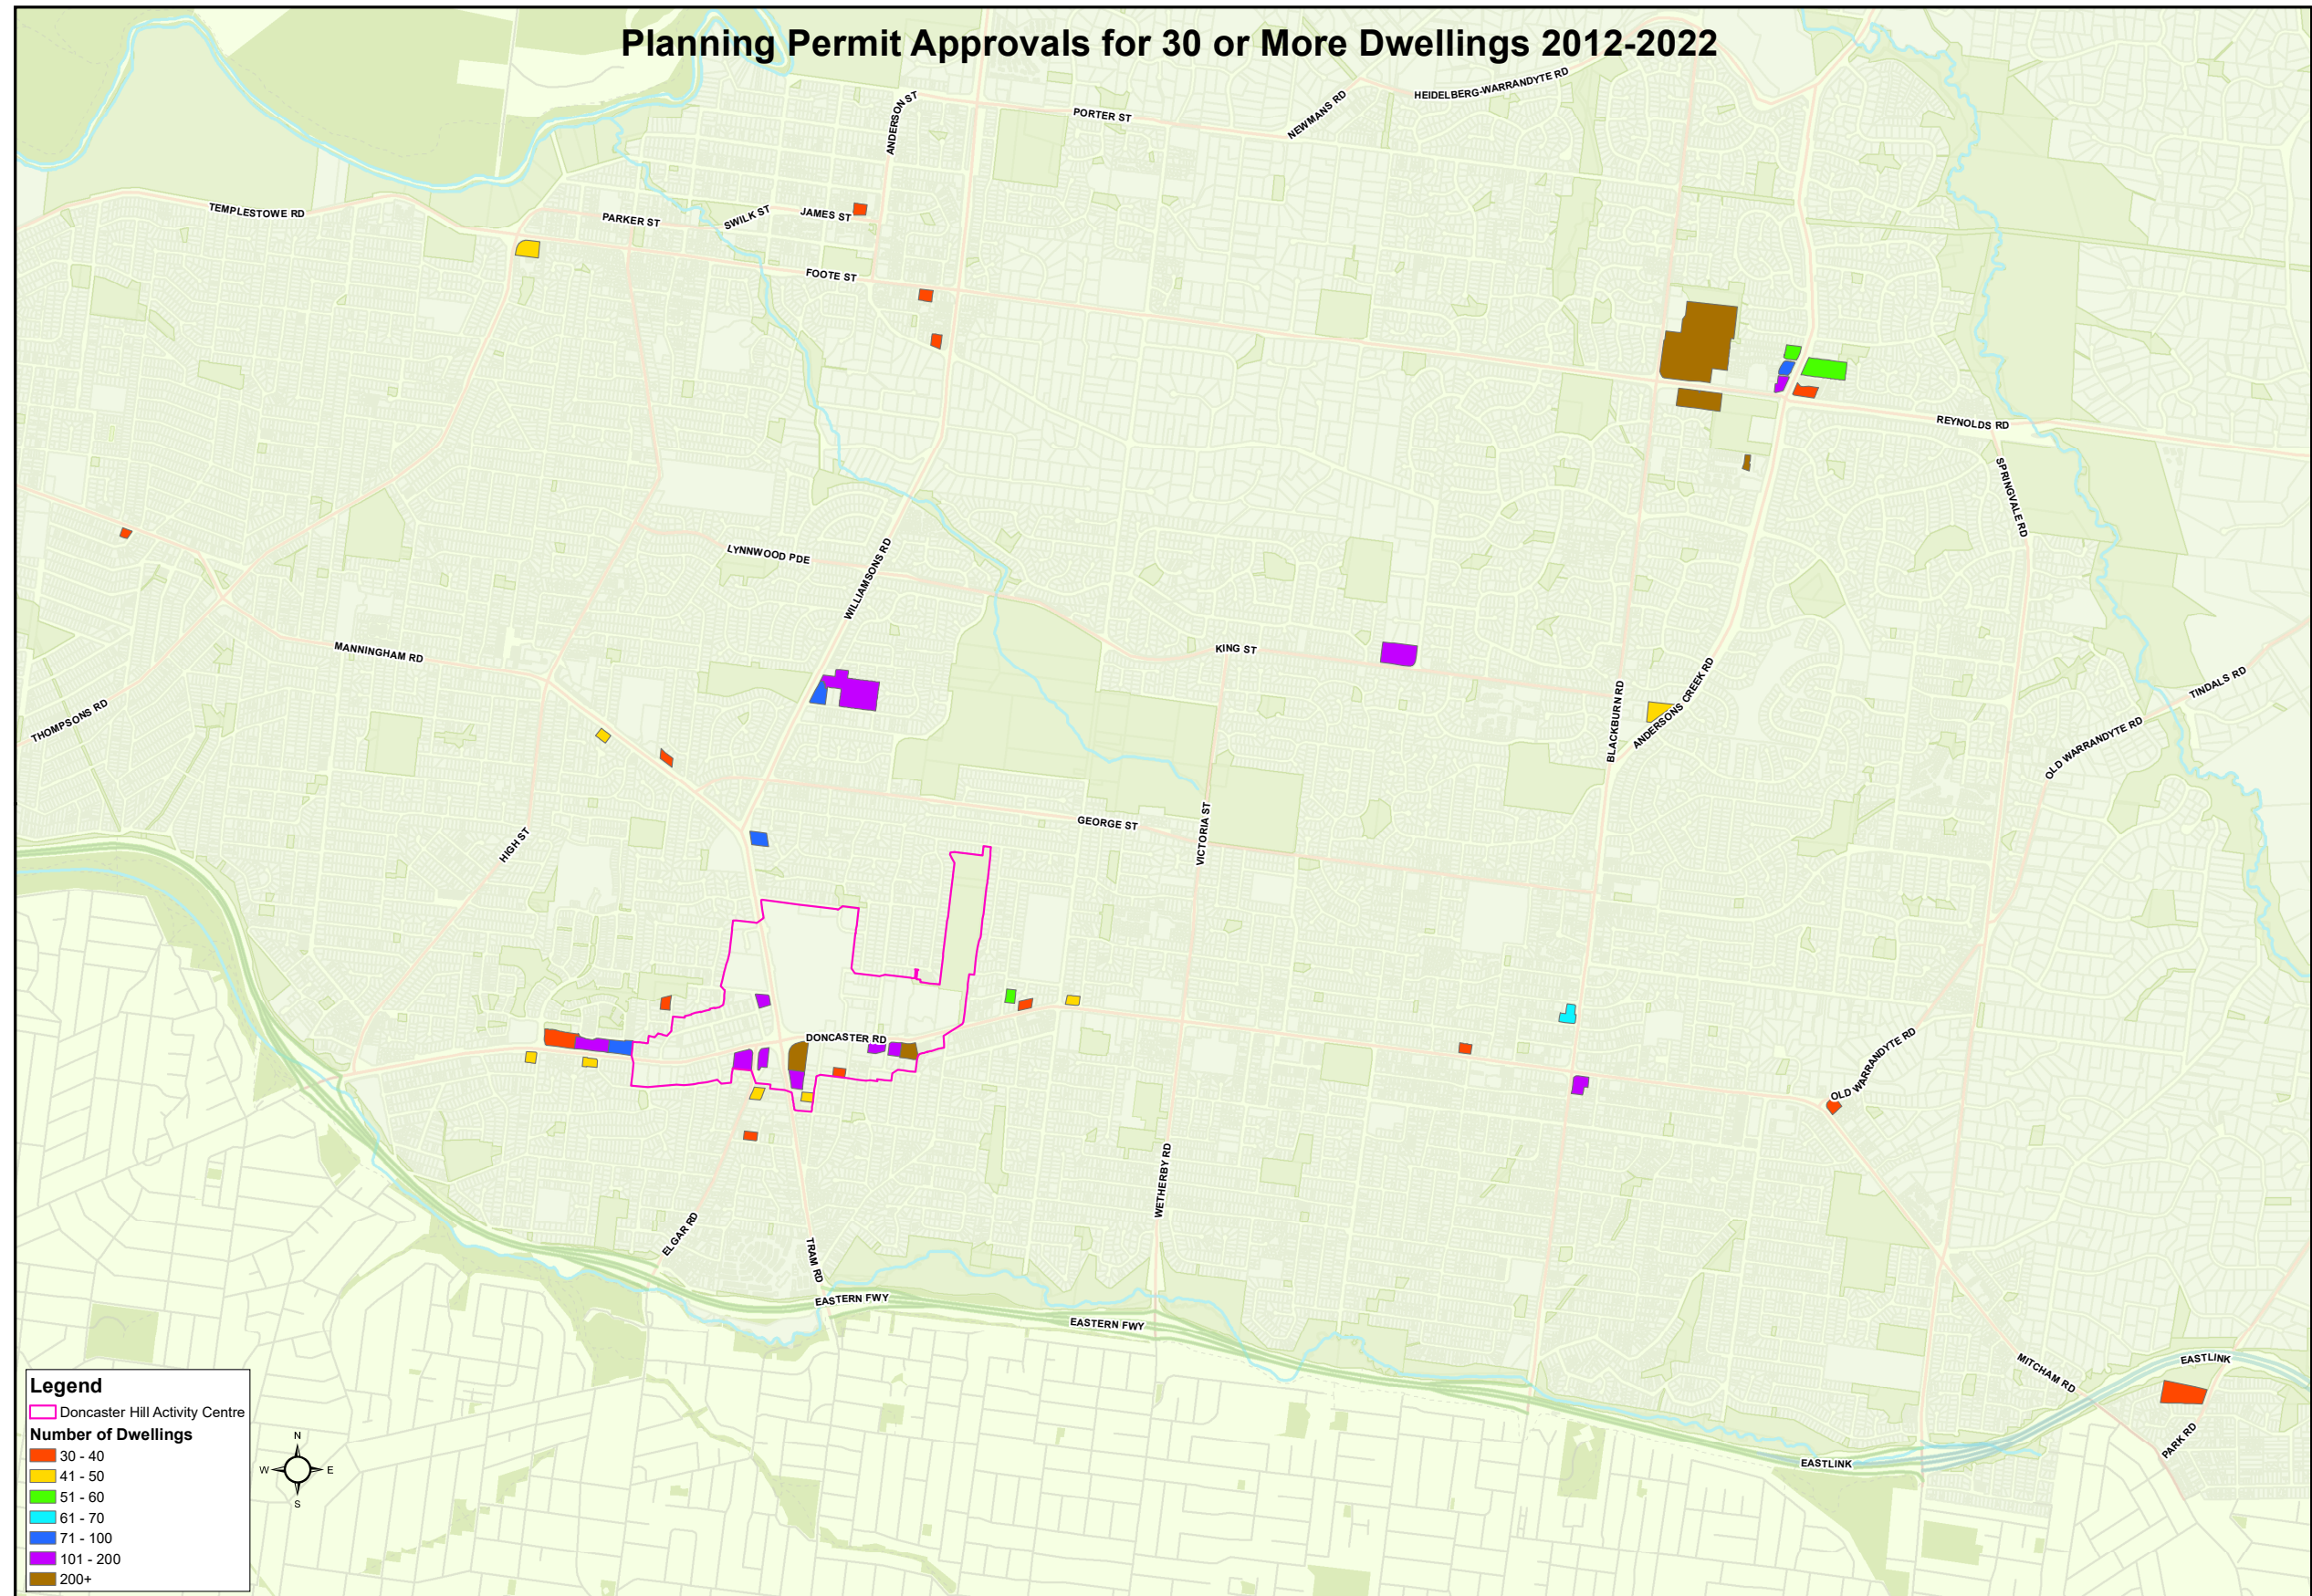 Planning Permit Approvals for 30 or More Dwellings 2012-2022
HEIDELBERG-WARRANDYTE RD
ANDERSON ST
PORTER ST
NEWMANS RD
TEMPLESTOWE RD
PARKER ST
SWILK ST
JAMES ST
FOOTE ST
REYNOLDS RD
SPRINGVALE RD
LYNNWOOD PDE
WILLIAMSONS RD
MANNINGHAM RD
KING ST
THOMPSONS RD
BLACKBURN RD
ANDERSONS CREEK RD
TINDALS RD
OLD WARRANDYTE RD
HIGH ST
GEORGE ST
VICTORIA ST
DONCASTER RD
OLD WARRANDYTE RD
WETHERBY RD
ELGAR RD
TRAM RD
EASTERN FWY
EASTERN FWY
MITCHAM RD
EASTLINK
PARK RD
EASTLINK
Legend
Doncaster Hill Activity Centre
Number of Dwellings
30 - 40
41 - 50
51 - 60
61 - 70
71 - 100
101 - 200
200+
N
W
E
S